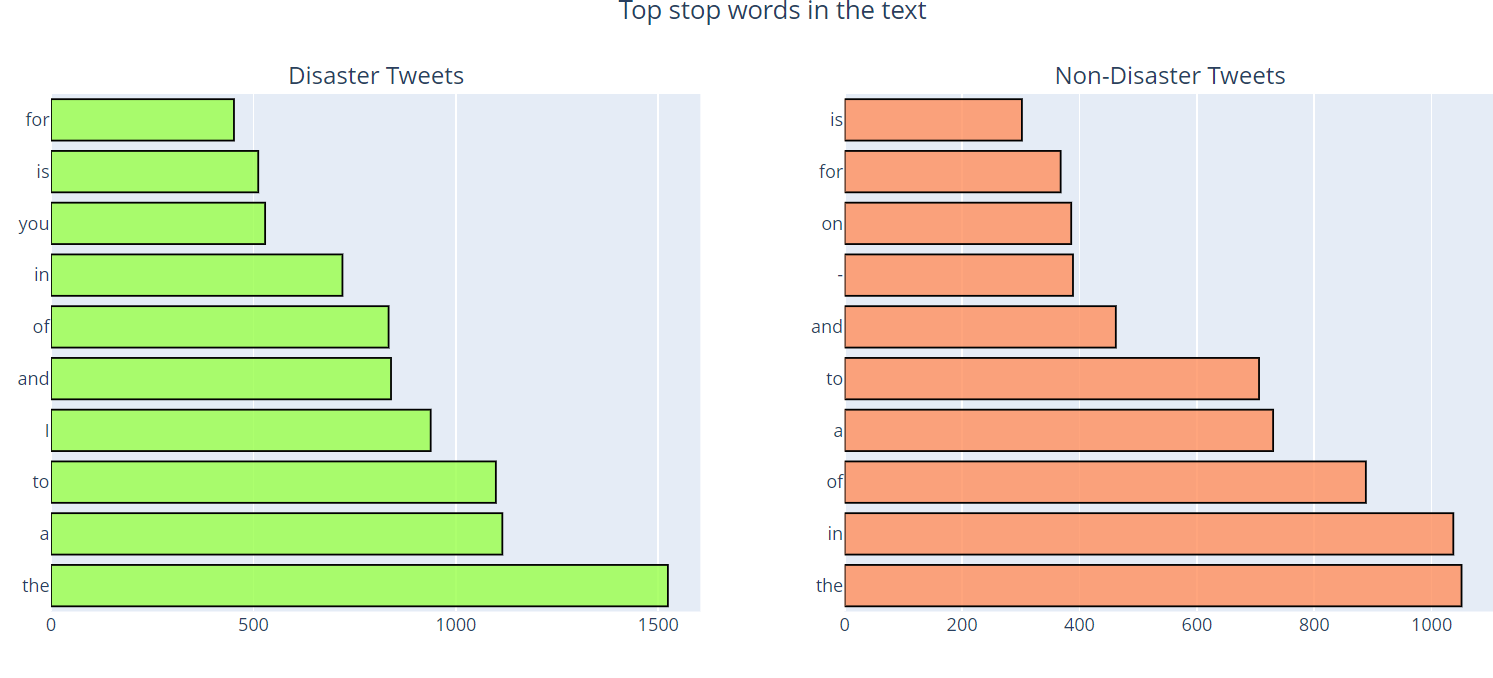 Top stop words in the text
Disaster Tweets
for
is
you
in
of
and
I
to
a
the
0 500 1000 1500
Non-Disaster Tweets
is
for
on
-
and
to
a
of
in
the
0 200 400 600 800 1000